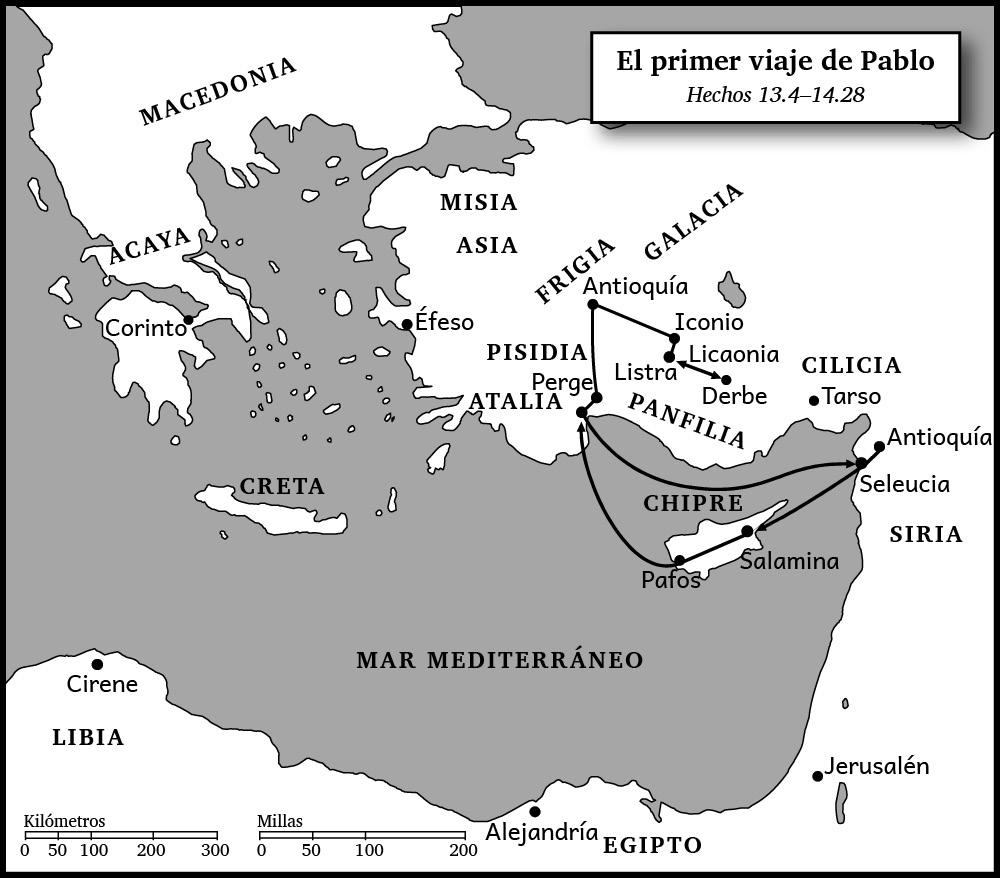 El primer viaje de Pablo
Hechos 13.4–14.28
MACEDONIA
MISIA
GALACIA
ACAYA
ASIA
FRIGIA
Antioquía
Corinto
Éfeso
Iconio
PISIDIA
Licaonia
Listra
CILICIA
Perge
Derbe
Tarso
ATALIA
PANFILIA
Antioquía
CRETA
Seleucia
CHIPRE
SIRIA
Salamina
Pafos
MAR MEDITERRÁNEO
Cirene
LIBIA
Jerusalén
Kilómetros
0 50 100 200 300
Millas
0 50 100 200
Alejandría
EGIPTO